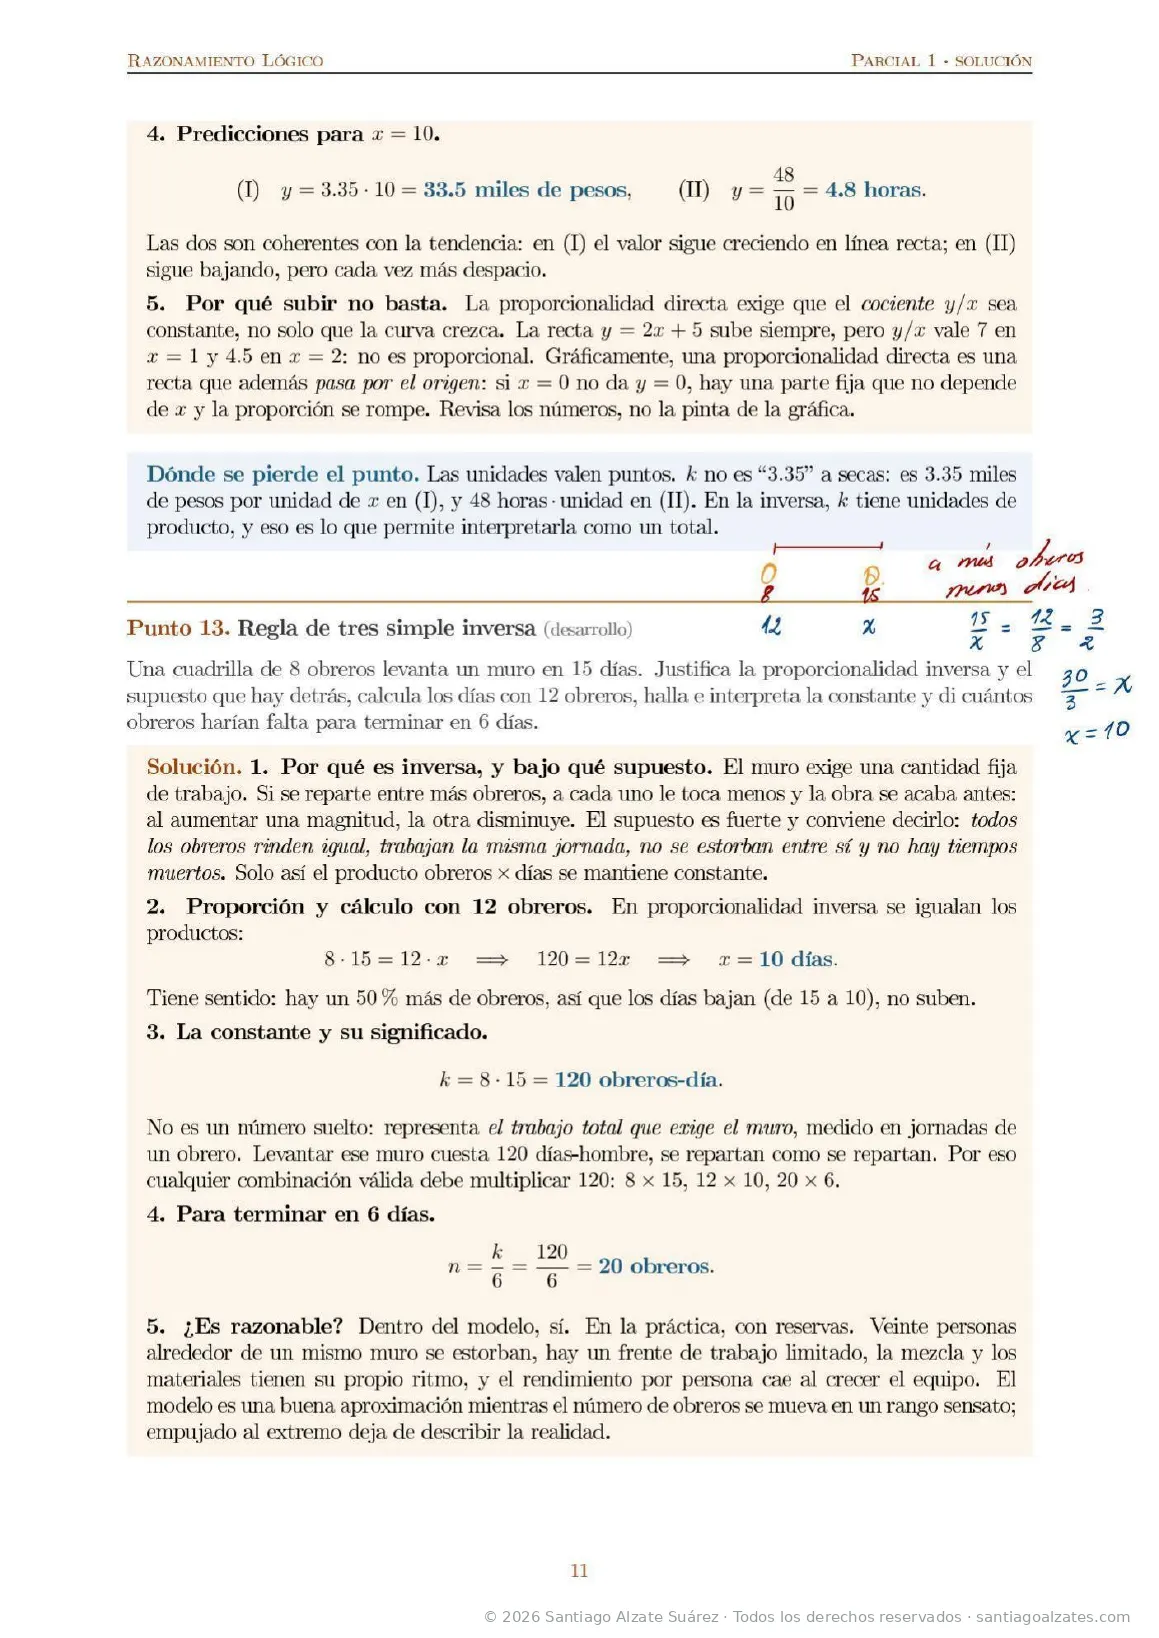 RAZONAMIENTO LÓGICO PARCIAL 1 · SOLUCIÓN
4. Predicciones para x = 10.
(I) y = 3.35 · 10 = 33.5 miles de pesos, (II) y = 48/10 = 4.8 horas.
Las dos son coherentes con la tendencia: en (I) el valor sigue creciendo en línea recta; en (II)
sigue bajando, pero cada vez más despacio.
5. Por qué subir no basta. La proporcionalidad directa exige que el cociente y/x sea
constante, no solo que la curva crezca. La recta y = 2x + 5 sube siempre, pero y/x vale 7 en
x = 1 y 4.5 en x = 2: no es proporcional. Gráficamente, una proporcionalidad directa es una
recta que además pasa por el origen: si x = 0 no da y = 0, hay una parte fija que no depende
de x y la proporción se rompe. Revisa los números, no la pinta de la gráfica.
Dónde se pierde el punto. Las unidades valen puntos. k no es “3.35” a secas: es 3.35 miles
de pesos por unidad de x en (I), y 48 horas · unidad en (II). En la inversa, k tiene unidades de
producto, y eso es lo que permite interpretarla como un total.
O D a más obreros
8 15 menos dias.
12 x 15/x = 12/8 = 3/2
30/3 = x
x = 10
Punto 13. Regla de tres simple inversa (desarrollo)
Una cuadrilla de 8 obreros levanta un muro en 15 días. Justifica la proporcionalidad inversa y el
supuesto que hay detrás, calcula los días con 12 obreros, halla e interpreta la constante y di cuántos
obreros harían falta para terminar en 6 días.
Solución. 1. Por qué es inversa, y bajo qué supuesto. El muro exige una cantidad fija
de trabajo. Si se reparte entre más obreros, a cada uno le toca menos y la obra se acaba antes:
al aumentar una magnitud, la otra disminuye. El supuesto es fuerte y conviene decirlo: todos
los obreros rinden igual, trabajan la misma jornada, no se estorban entre sí y no hay tiempos
muertos. Solo así el producto obreros × días se mantiene constante.
2. Proporción y cálculo con 12 obreros. En proporcionalidad inversa se igualan los
productos:
8 · 15 = 12 · x ⟹ 120 = 12x ⟹ x = 10 días.
Tiene sentido: hay un 50 % más de obreros, así que los días bajan (de 15 a 10), no suben.
3. La constante y su significado.
k = 8 · 15 = 120 obreros-día.
No es un número suelto: representa el trabajo total que exige el muro, medido en jornadas de
un obrero. Levantar ese muro cuesta 120 días-hombre, se repartan como se repartan. Por eso
cualquier combinación válida debe multiplicar 120: 8 × 15, 12 × 10, 20 × 6.
4. Para terminar en 6 días.
n = k/6 = 120/6 = 20 obreros.
5. ¿Es razonable? Dentro del modelo, sí. En la práctica, con reservas. Veinte personas
alrededor de un mismo muro se estorban, hay un frente de trabajo limitado, la mezcla y los
materiales tienen su propio ritmo, y el rendimiento por persona cae al crecer el equipo. El
modelo es una buena aproximación mientras el número de obreros se mueva en un rango sensato;
empujado al extremo deja de describir la realidad.
11
© 2026 Santiago Alzate Suárez · Todos los derechos reservados · santiagoalzates.com